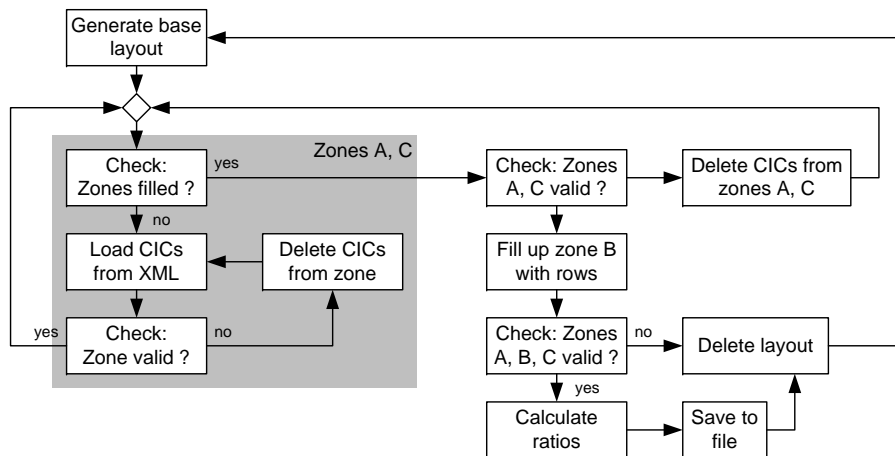 Generate base
layout
Zones A, C
Check:
Zones filled ?
yes
Check: Zones
A, C valid ?
Delete CICs from
zones A, C
no
Load CICs
from XML
Delete CICs
from zone
Fill up zone B
with rows
yes
Check:
Zone valid ?
no
Check: Zones
A, B, C valid ?
no
Delete layout
yes
Calculate
ratios
Save to
file